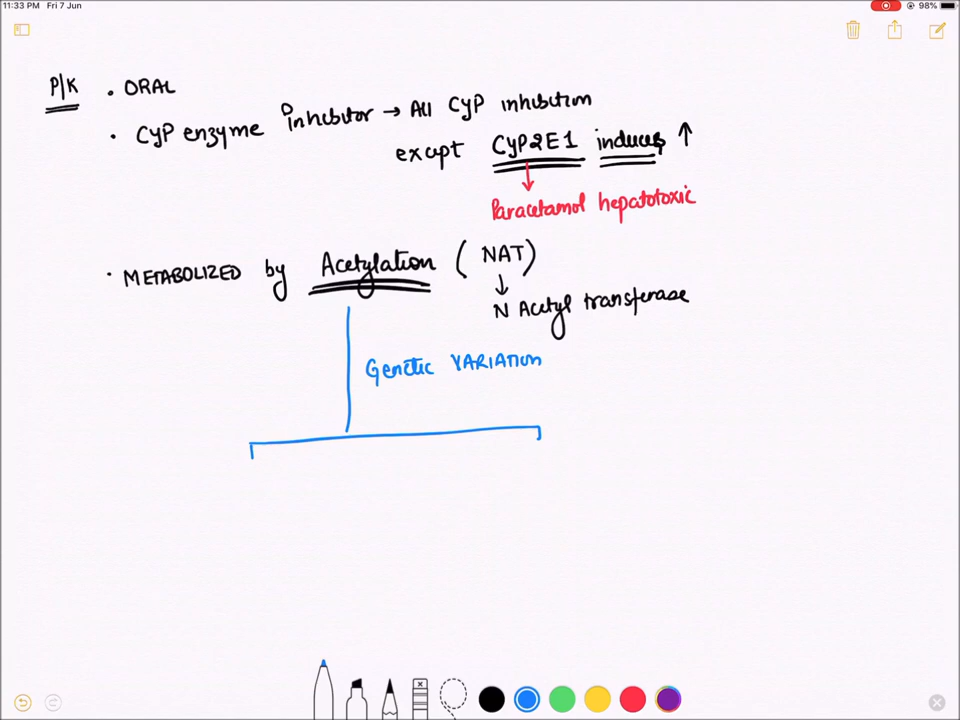 11:33 PM Fri 7 Jun
98%
P/K . ORAL
. CYP enzyme inhibitor → All CYP inhibition
except CYP2E1 induces ↑
↓
Paracetamol hepatotoxic
. METABOLIZED by Acetylation (NAT)
↓
N Acetyl transferase
Genetic VARIATION